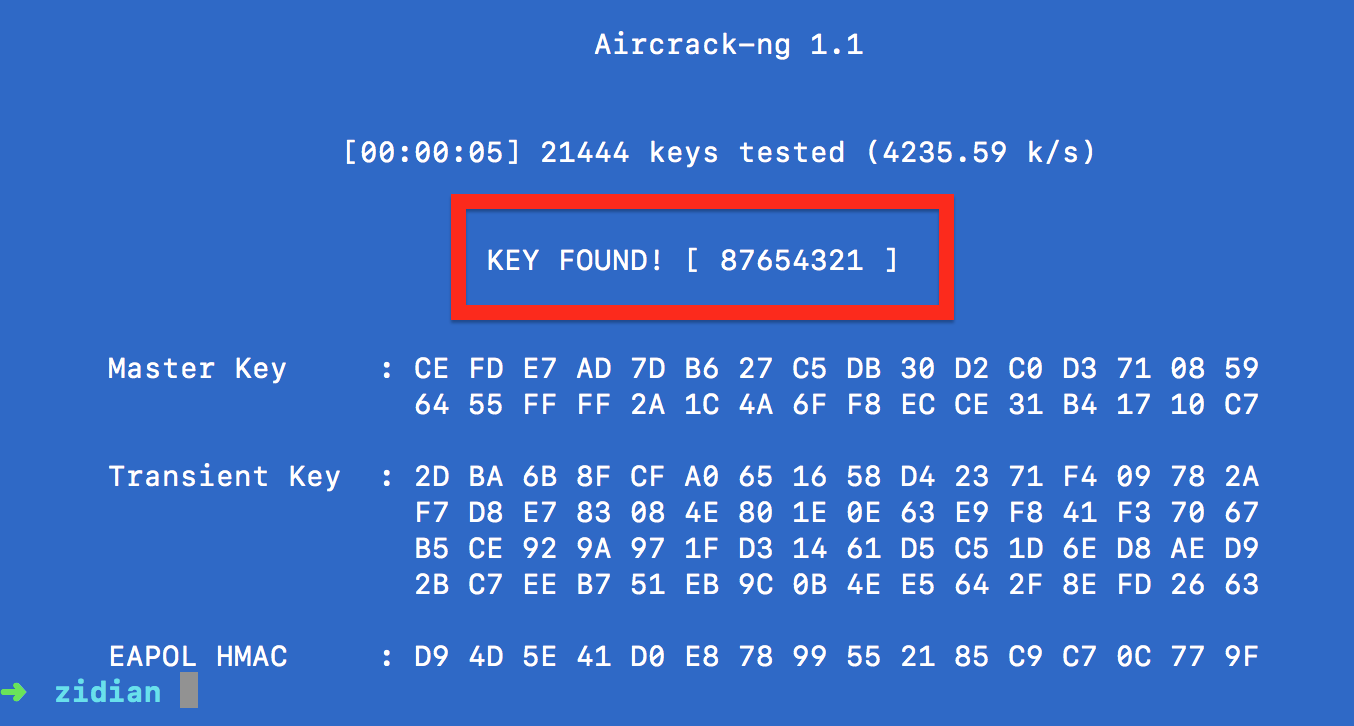 Aircrack-ng 1.1
[00:00:05] 21444 keys tested (4235.59 k/s)
KEY FOUND! [ 87654321 ]
Master Key     : CE FD E7 AD 7D B6 27 C5 DB 30 D2 C0 D3 71 08 59
64 55 FF FF 2A 1C 4A 6F F8 EC CE 31 B4 17 10 C7
Transient Key  : 2D BA 6B 8F CF A0 65 16 58 D4 23 71 F4 09 78 2A
F7 D8 E7 83 08 4E 80 1E 0E 63 E9 F8 41 F3 70 67
B5 CE 92 9A 97 1F D3 14 61 D5 C5 1D 6E D8 AE D9
2B C7 EE B7 51 EB 9C 0B 4E E5 64 2F 8E FD 26 63
EAPOL HMAC     : D9 4D 5E 41 D0 E8 78 99 55 21 85 C9 C7 0C 77 9F
➜  zidian